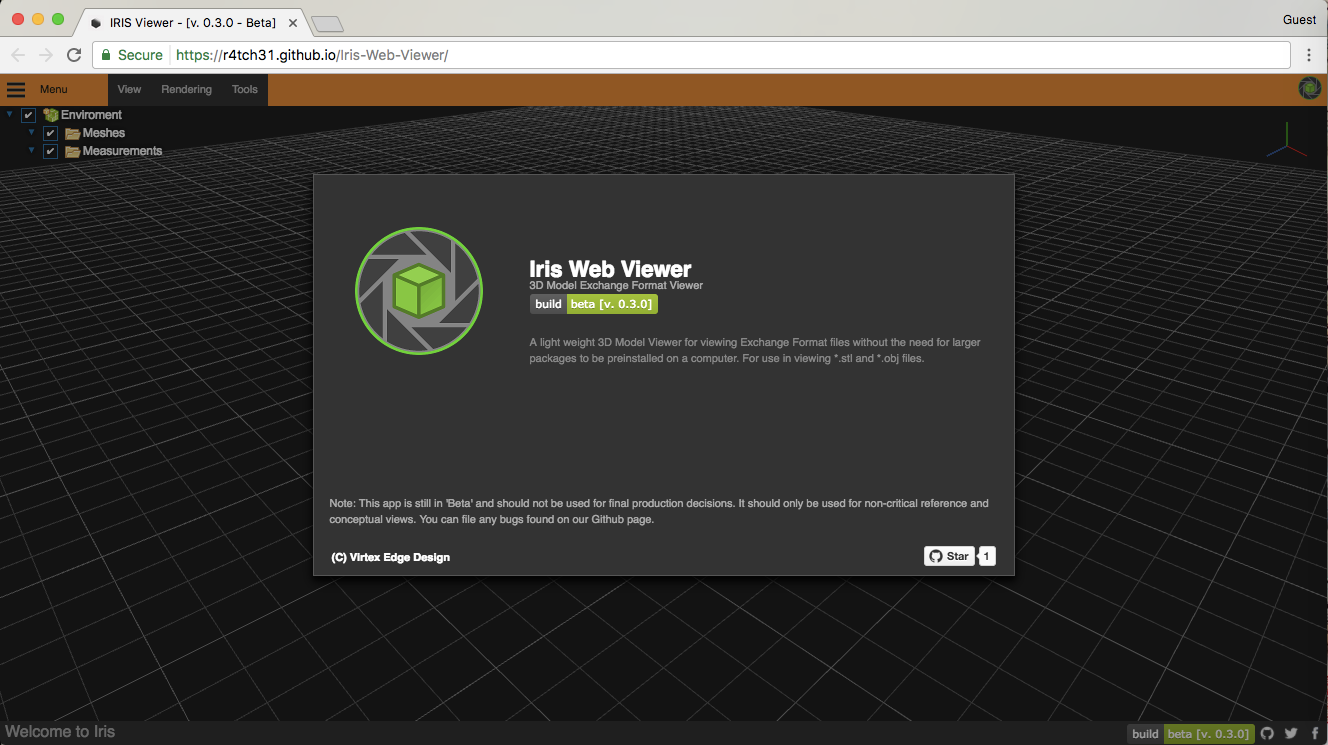 IRIS Viewer - [v. 0.3.0 - Beta]
Guest
Secure https://r4tch31.github.io/Iris-Web-Viewer/
Menu View Rendering Tools
Enviroment
Meshes
Measurements
Iris Web Viewer
3D Model Exchange Format Viewer
build beta [v. 0.3.0]
A light weight 3D Model Viewer for viewing Exchange Format files without the need for larger
packages to be preinstalled on a computer. For use in viewing *.stl and *.obj files.
Note: This app is still in 'Beta' and should not be used for final production decisions. It should only be used for non-critical reference and
conceptual views. You can file any bugs found on our Github page.
(C) Virtex Edge Design
Star 1
Welcome to Iris
build beta [v. 0.3.0]